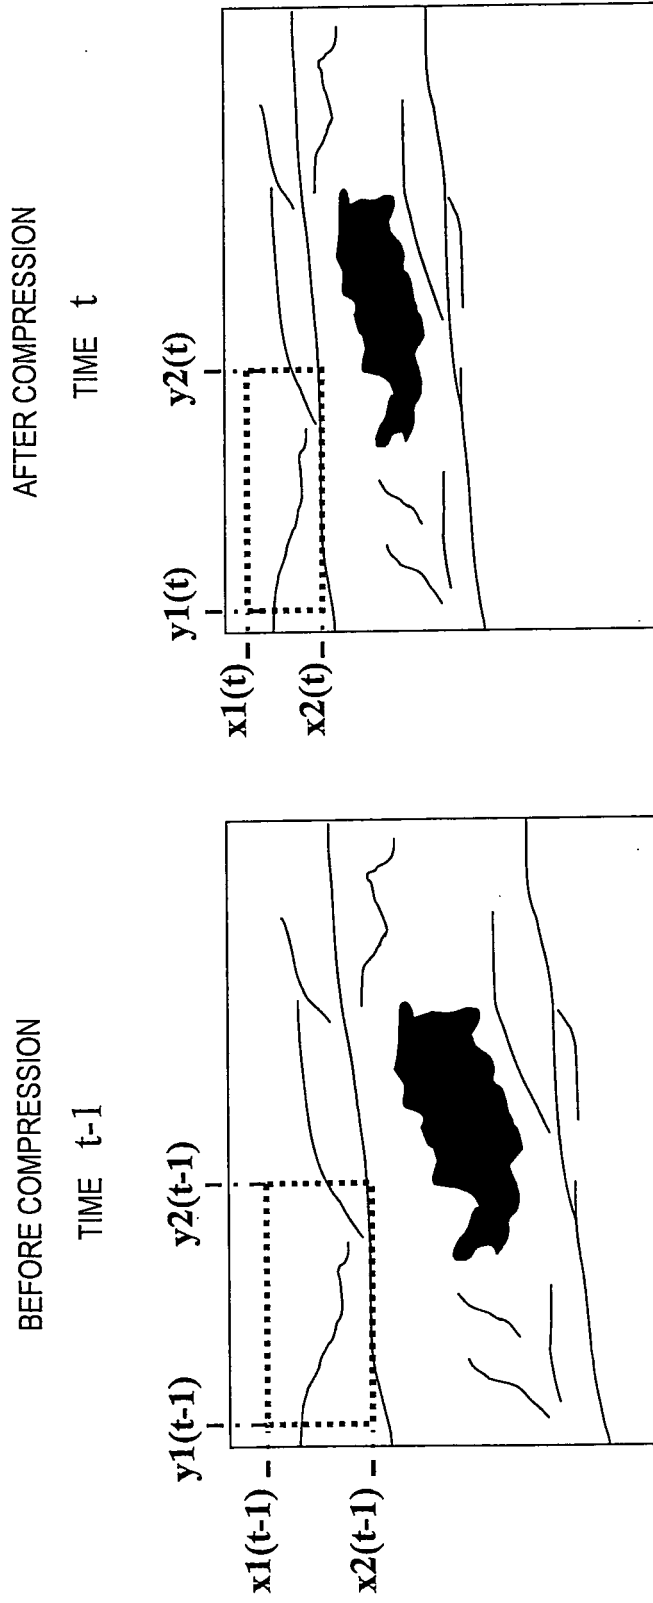 BEFORE COMPRESSION
TIME t-1
y1(t-1)
y2(t-1)
x1(t-1)
x2(t-1)
AFTER COMPRESSION
TIME t
y1(t)
y2(t)
x1(t)
x2(t)